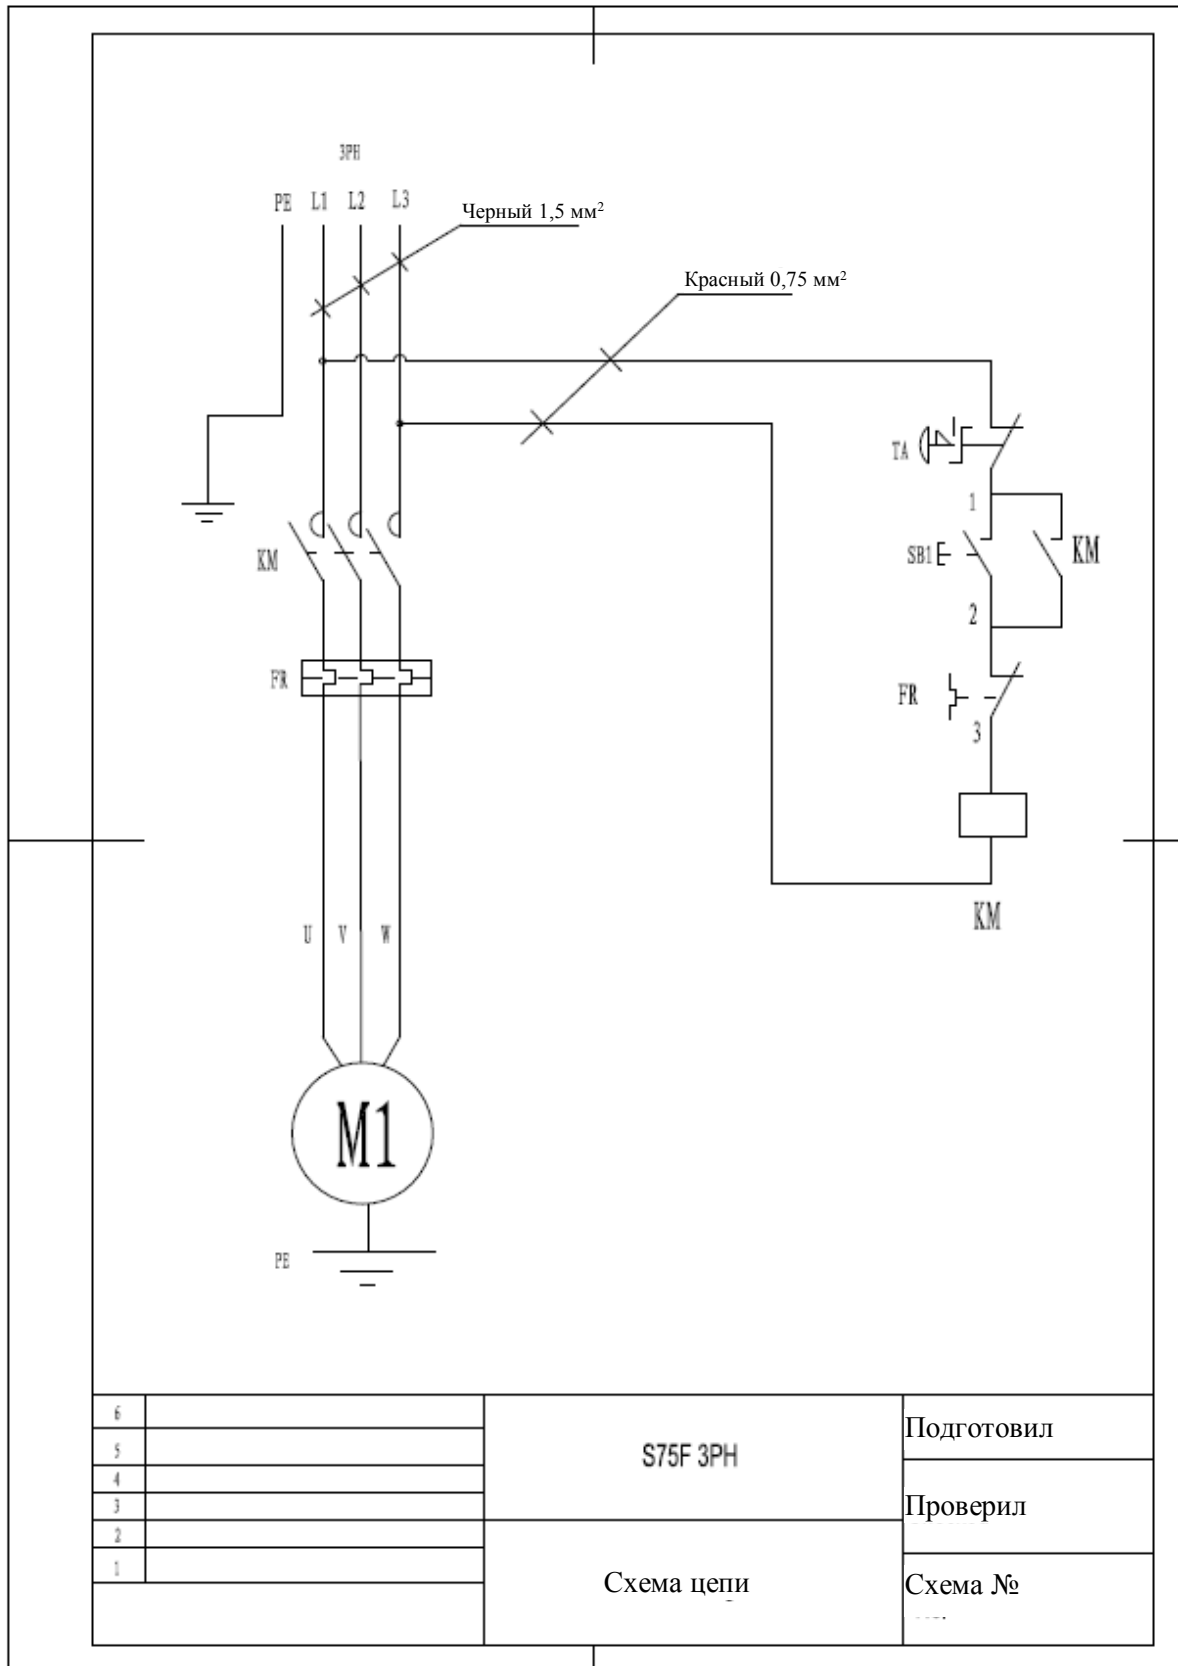 3PH
PE L1 L2 L3
Черный 1,5 мм²
Красный 0,75 мм²
TA
1
KM
SB1
KM
2
FR
FR
3
KM
U V W
M1
PE
6
5
4
3
2
1
S75F 3PH
Схема цепи
Подготовил
Проверил
Схема №